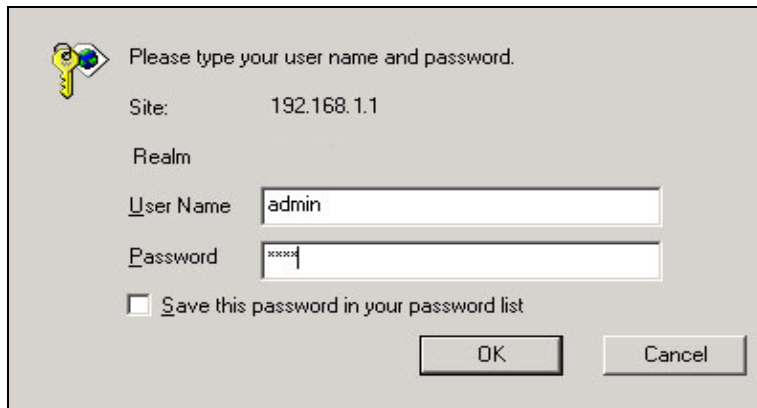 Please type your user name and password.
Site: 192.168.1.1
Realm
User Name admin
Password ****
Save this password in your password list
OK Cancel